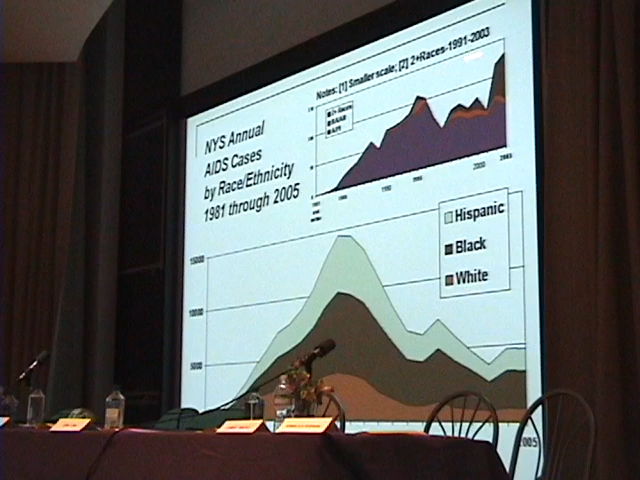 Notes: [1] Smaller scale; [2] 2+Races-1991-2003
NYS Annual
AIDS Cases
by Race/Ethnicity
1981 through 2005
2000
Hispanic
Black
White
15000
10000
5000
2005